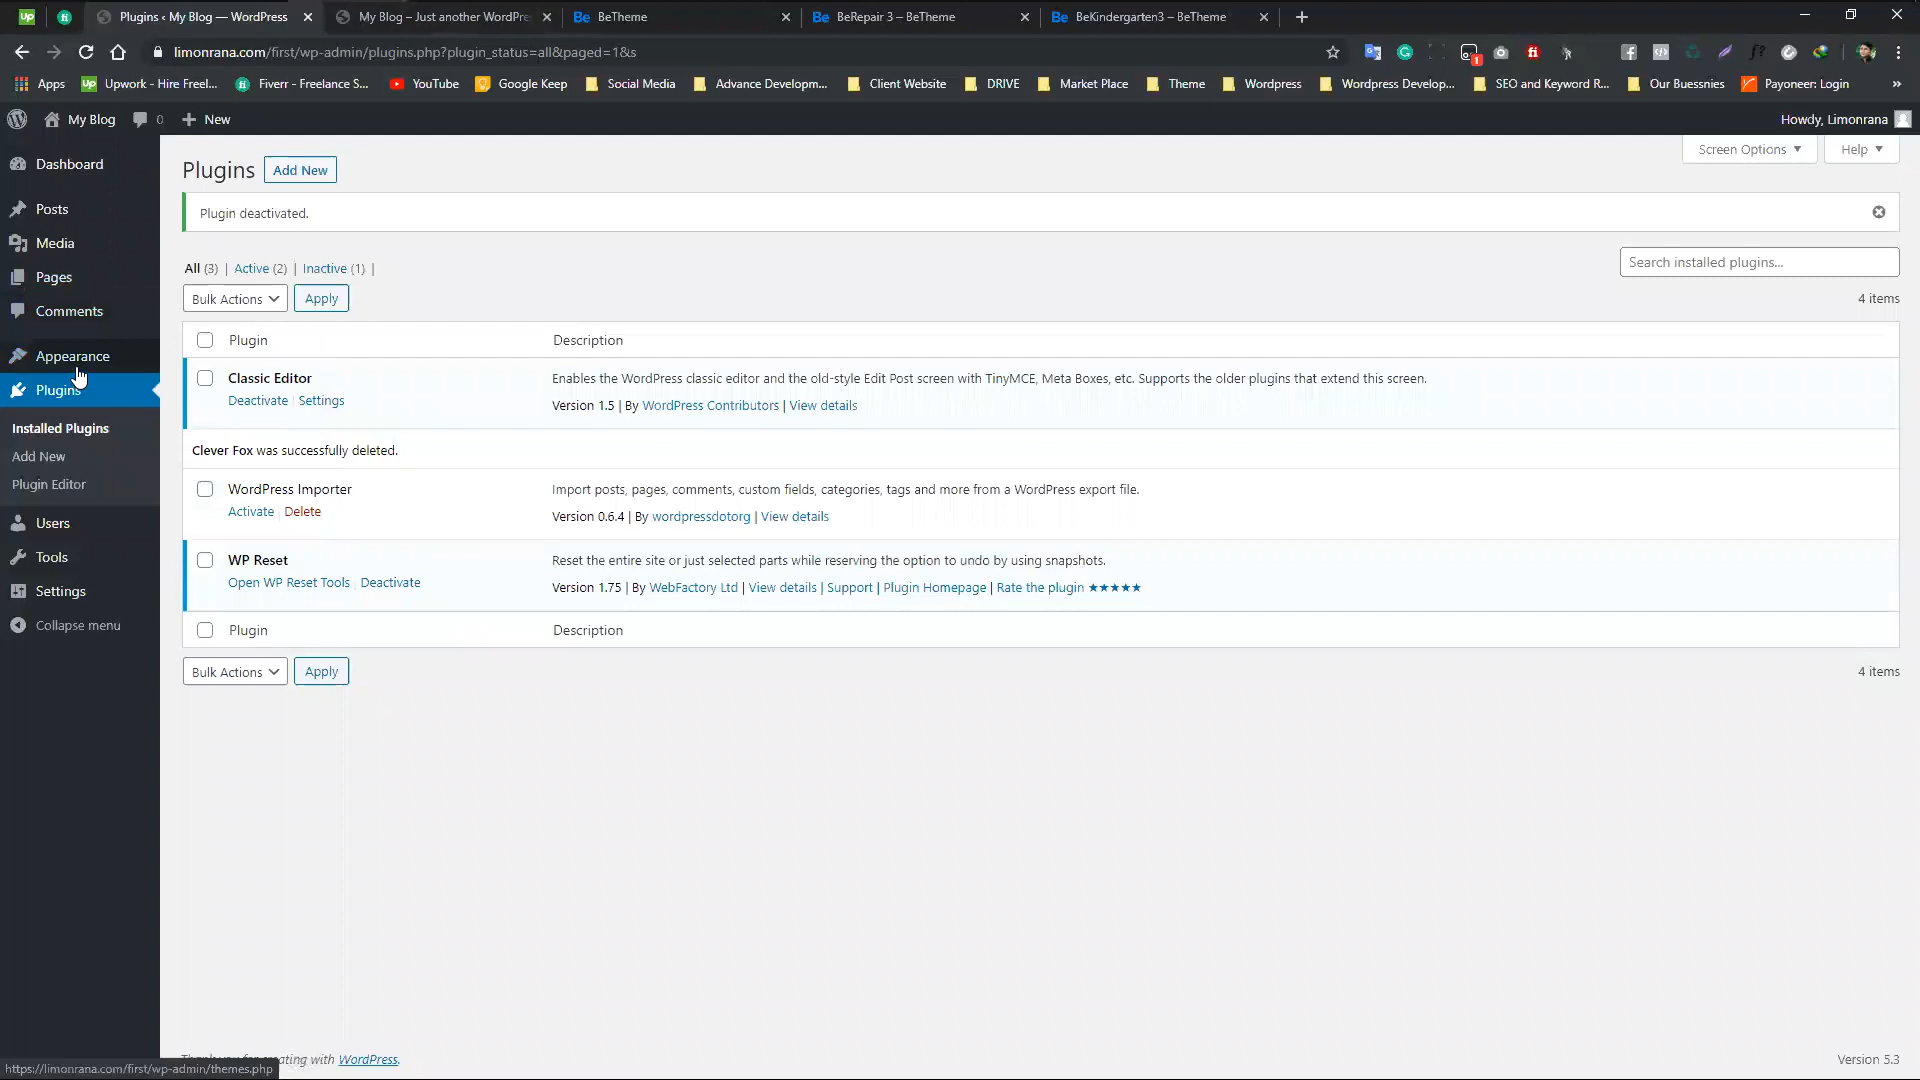 Plugins ‹ My Blog — WordPress
My Blog – Just another WordPre
BeTheme
BeRepair 3 – BeTheme
BeKindergarten3 – BeTheme
limonrana.com/first/wp-admin/plugins.php?plugin_status=all&paged=1&s
Apps
Upwork - Hire Freel...
Fiverr - Freelance S...
YouTube
Google Keep
Social Media
Advance Developm...
Client Website
DRIVE
Market Place
Theme
Wordpress
Wordpress Develop...
SEO and Keyword R...
Our Buessnies
Payoneer: Login
»
My Blog
0
New
Howdy, Limonrana
Dashboard
Posts
Media
Pages
Comments
Appearance
Plugins
Installed Plugins
Add New
Plugin Editor
Users
Tools
Settings
Collapse menu
Screen Options
Help
Plugins
Add New
Plugin deactivated.
All (3) | Active (2) | Inactive (1) |
Search installed plugins...
Bulk Actions
Apply
4 items
Plugin
Description
Classic Editor
Enables the WordPress classic editor and the old-style Edit Post screen with TinyMCE, Meta Boxes, etc. Supports the older plugins that extend this screen.
Deactivate | Settings
Version 1.5 | By WordPress Contributors | View details
Clever Fox was successfully deleted.
WordPress Importer
Import posts, pages, comments, custom fields, categories, tags and more from a WordPress export file.
Activate | Delete
Version 0.6.4 | By wordpressdotorg | View details
WP Reset
Reset the entire site or just selected parts while reserving the option to undo by using snapshots.
Open WP Reset Tools | Deactivate
Version 1.75 | By WebFactory Ltd | View details | Support | Plugin Homepage | Rate the plugin ★★★★★
Plugin
Description
Bulk Actions
Apply
4 items
creating with WordPress.
Version 5.3
https://limonrana.com/first/wp-admin/themes.php